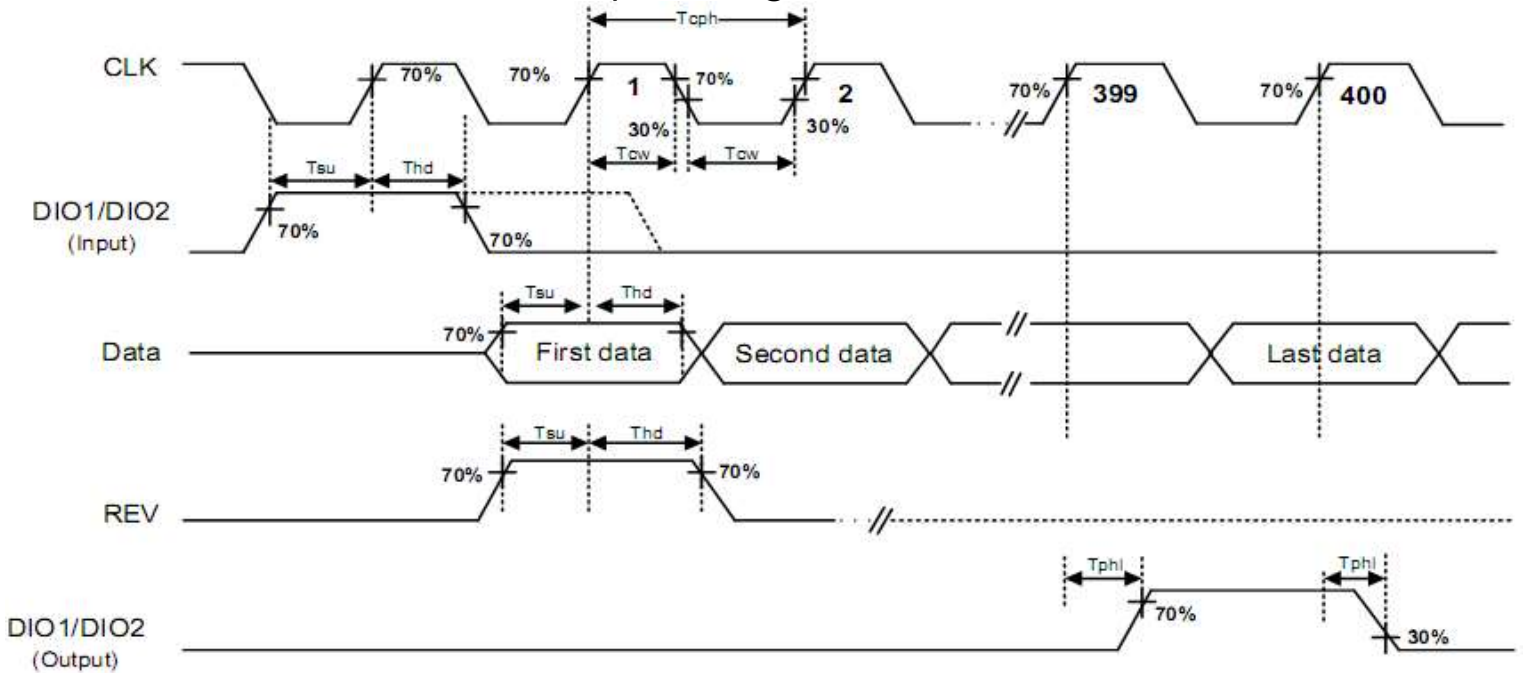 Tcph
CLK 70% 70% 1 70% 2 70% 399 70% 400
30% 30%
Tsu Thd Tcw Tcw
DIO1/DIO2
(Input)
70% 70%
Tsu Thd
70%
Data First data Second data Last data
Tsu Thd
70% 70%
REV
Tphl Tphl
DIO1/DIO2
(Output)
70% 30%